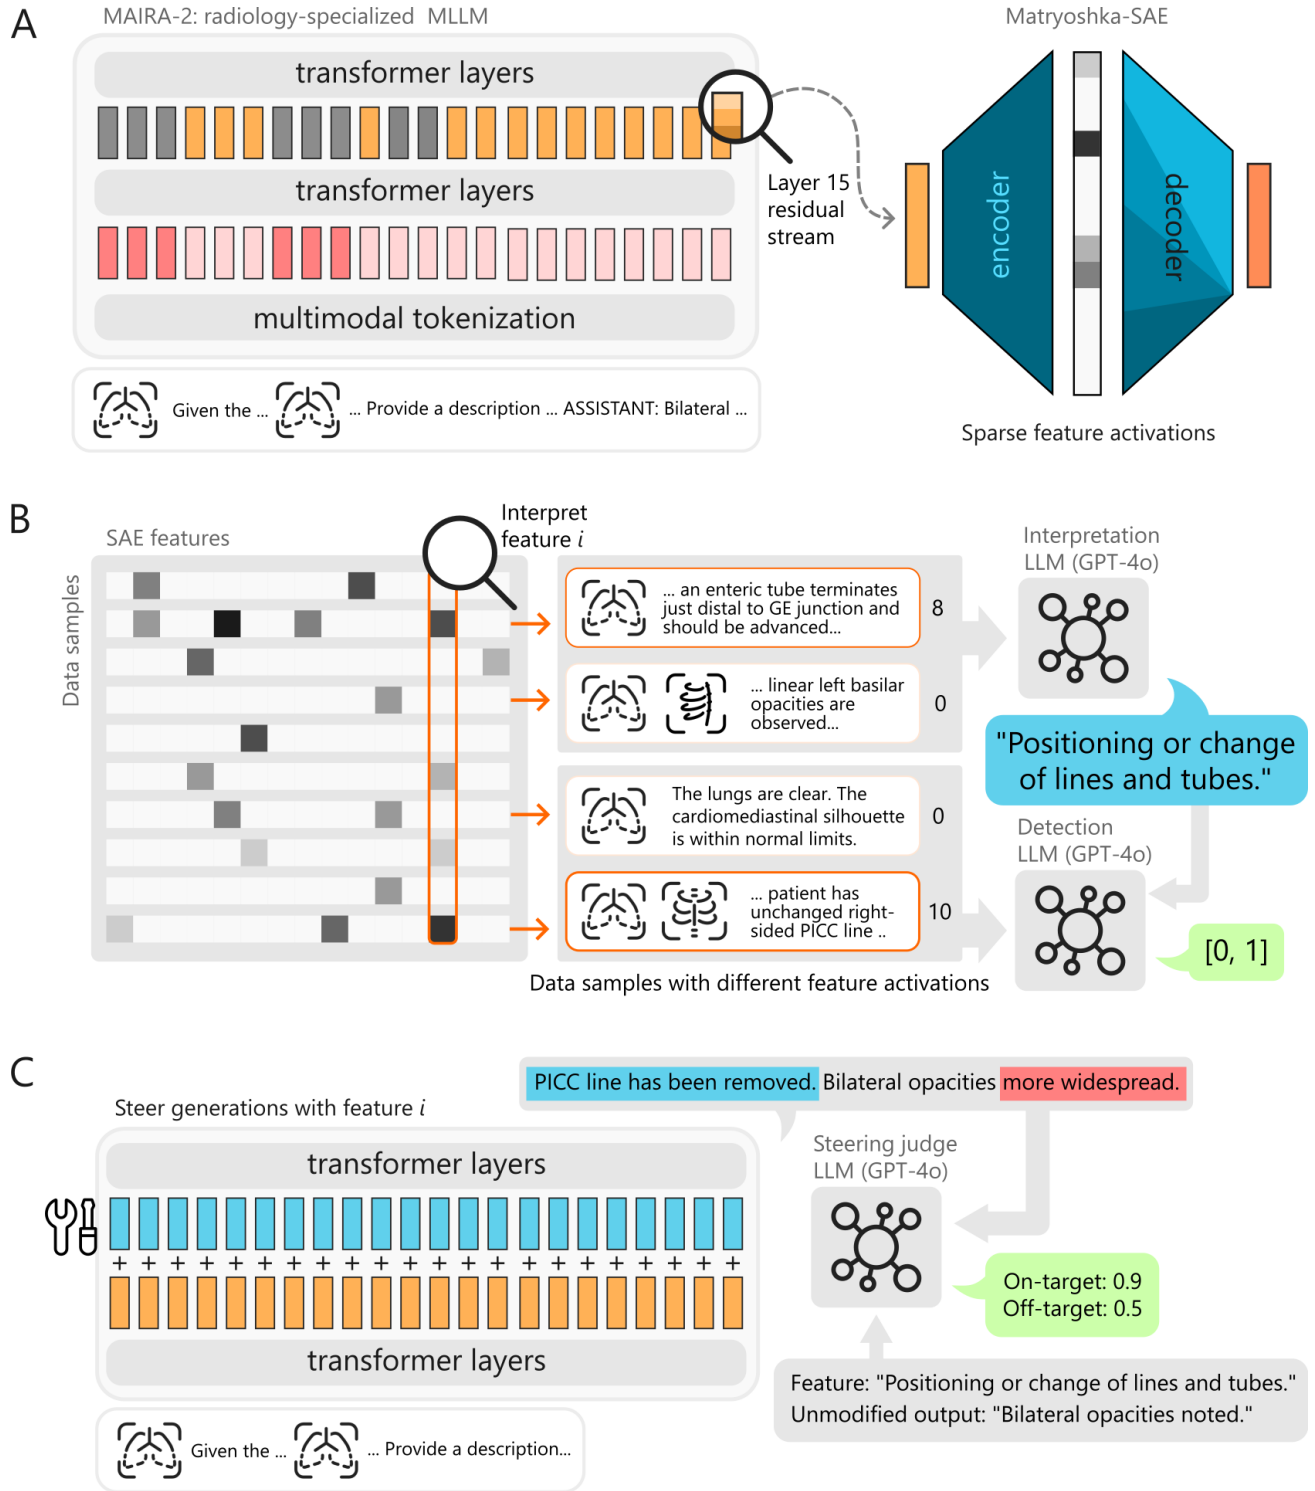 A
MAIRA-2: radiology-specialized MLLM
Matryoshka-SAE
transformer layers
transformer layers
Layer 15
residual
stream
encoder
decoder
multimodal tokenization
Given the ...
... Provide a description ... ASSISTANT: Bilateral ...
Sparse feature activations
B
SAE features
Data samples
Interpret
feature i
... an enteric tube terminates
just distal to GE junction and
should be advanced...
8
... linear left basilar
opacities are
observed...
0
The lungs are clear. The
cardiomediastinal silhouette
is within normal limits.
0
... patient has
unchanged right-
sided PICC line ..
10
Data samples with different feature activations
Interpretation
LLM (GPT-4o)
"Positioning or change
of lines and tubes."
Detection
LLM (GPT-4o)
[0, 1]
C
Steer generations with feature i
PICC line has been removed. Bilateral opacities more widespread.
transformer layers
+ + + + + + + + + + + + + + + + + + + + + +
transformer layers
Given the ...
... Provide a description...
Steering judge
LLM (GPT-4o)
On-target: 0.9
Off-target: 0.5
Feature: "Positioning or change of lines and tubes."
Unmodified output: "Bilateral opacities noted."